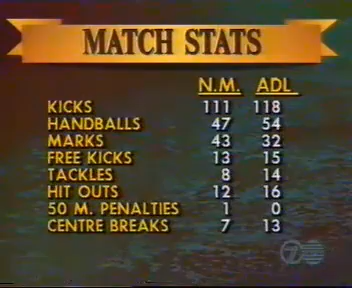 MATCH STATS
N.M. ADL
KICKS 111 118
HANDBALLS 47 54
MARKS 43 32
FREE KICKS 13 15
TACKLES 8 14
HIT OUTS 12 16
50 M. PENALTIES 1 0
CENTRE BREAKS 7 13
7